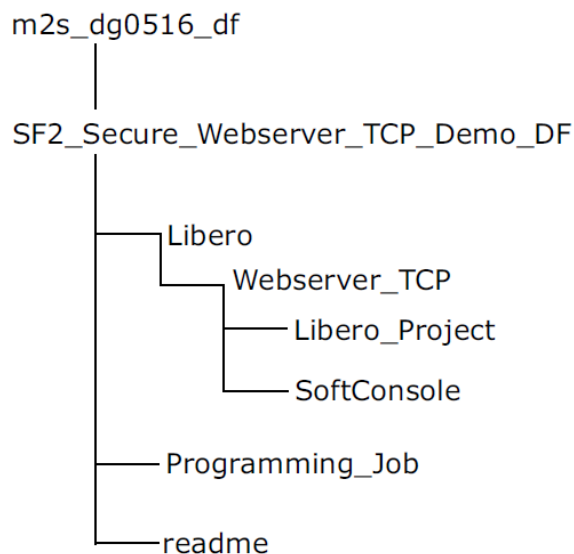 m2s_dg0516_df
SF2_Secure_Webserver_TCP_Demo_DF
Libero
Webserver_TCP
Libero_Project
SoftConsole
Programming_Job
readme